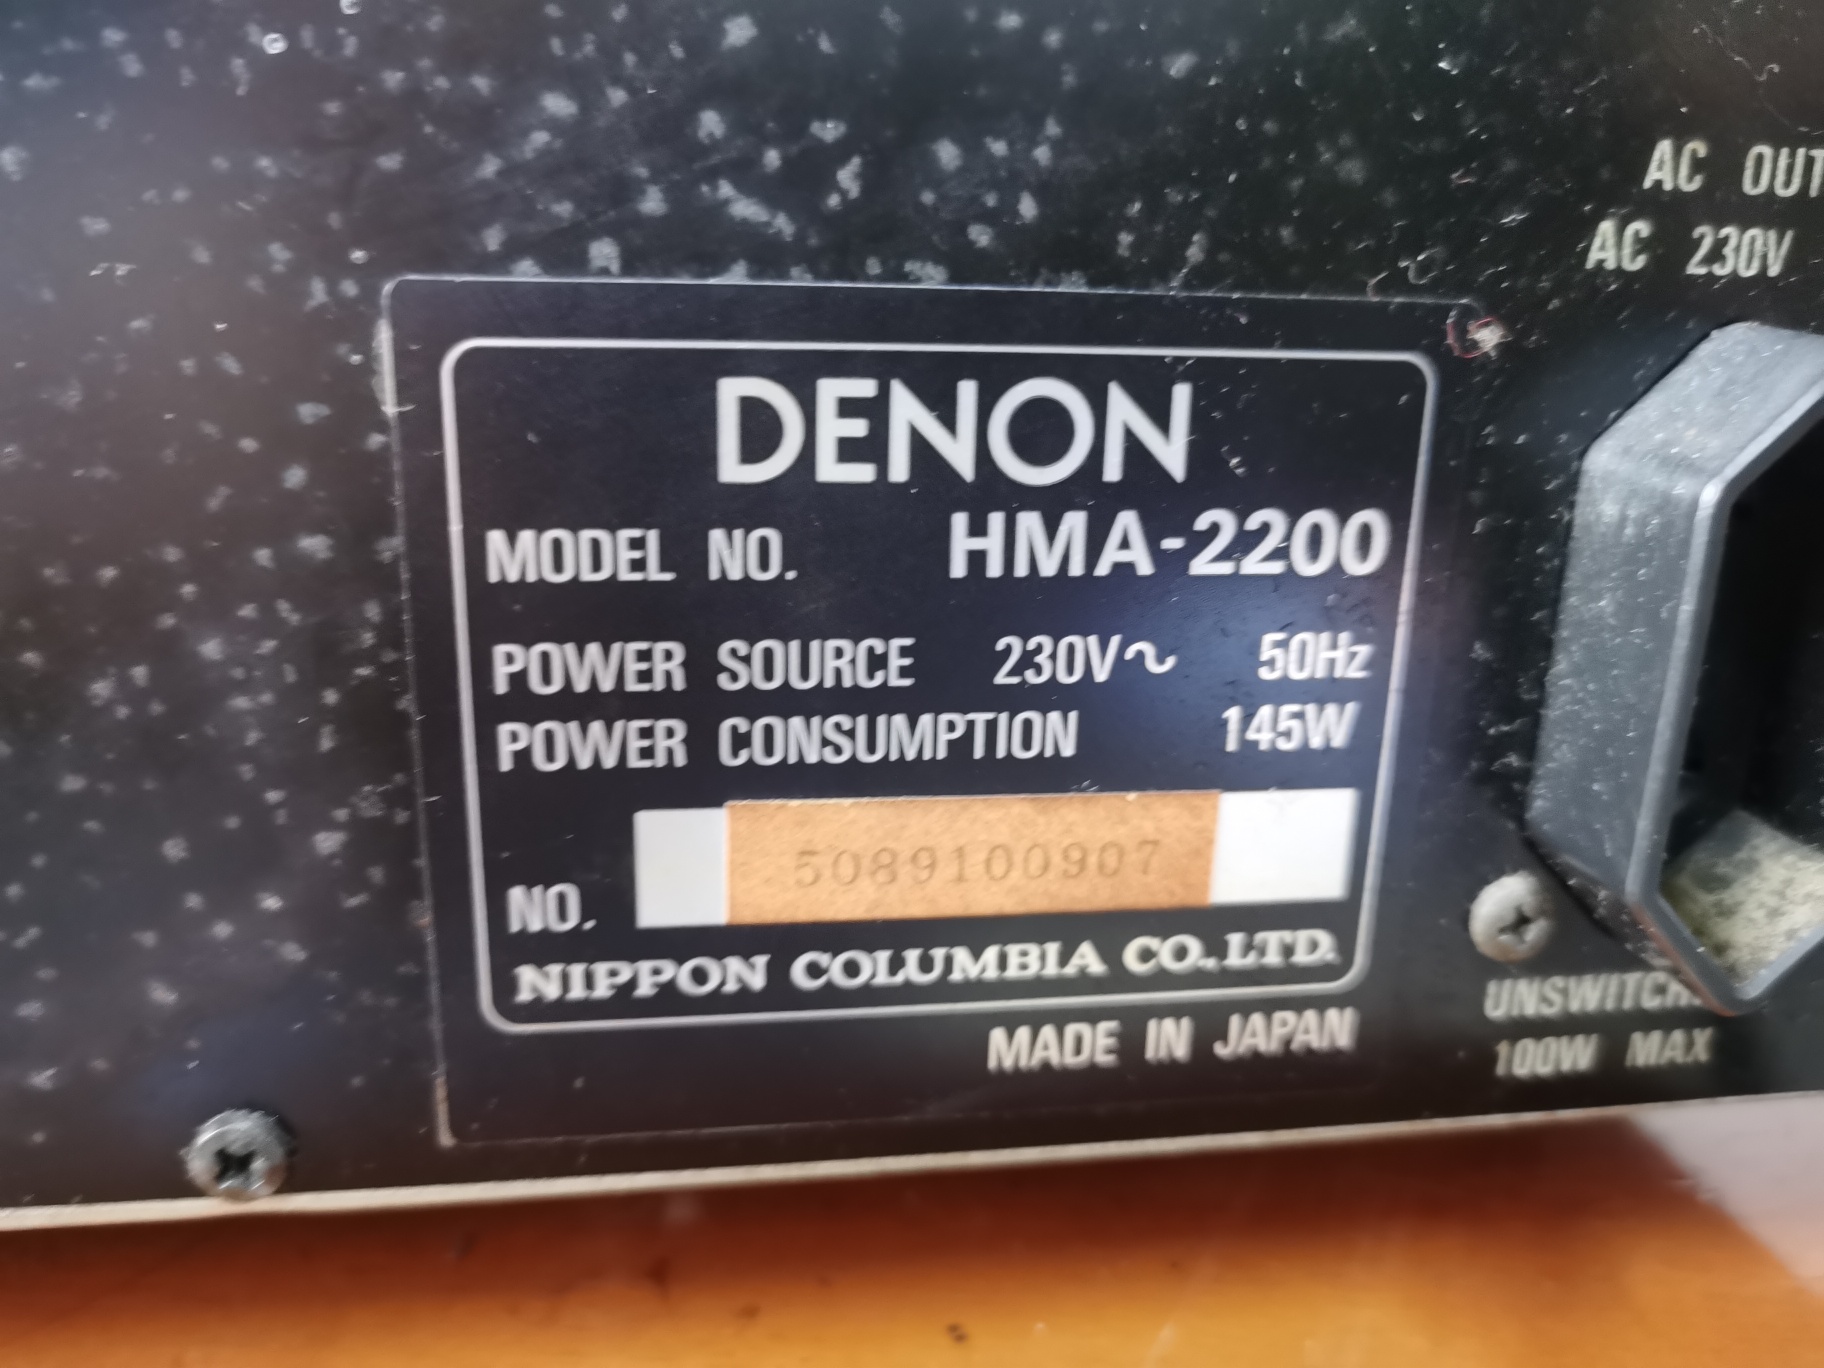 AC OUT
AC 230V
DENON
MODEL NO. HMA-2200
POWER SOURCE 230V~ 50Hz
POWER CONSUMPTION 145W
NO. 5089100907
NIPPON COLUMBIA CO.,LTD.
MADE IN JAPAN
UNSWITCH
100W MAX